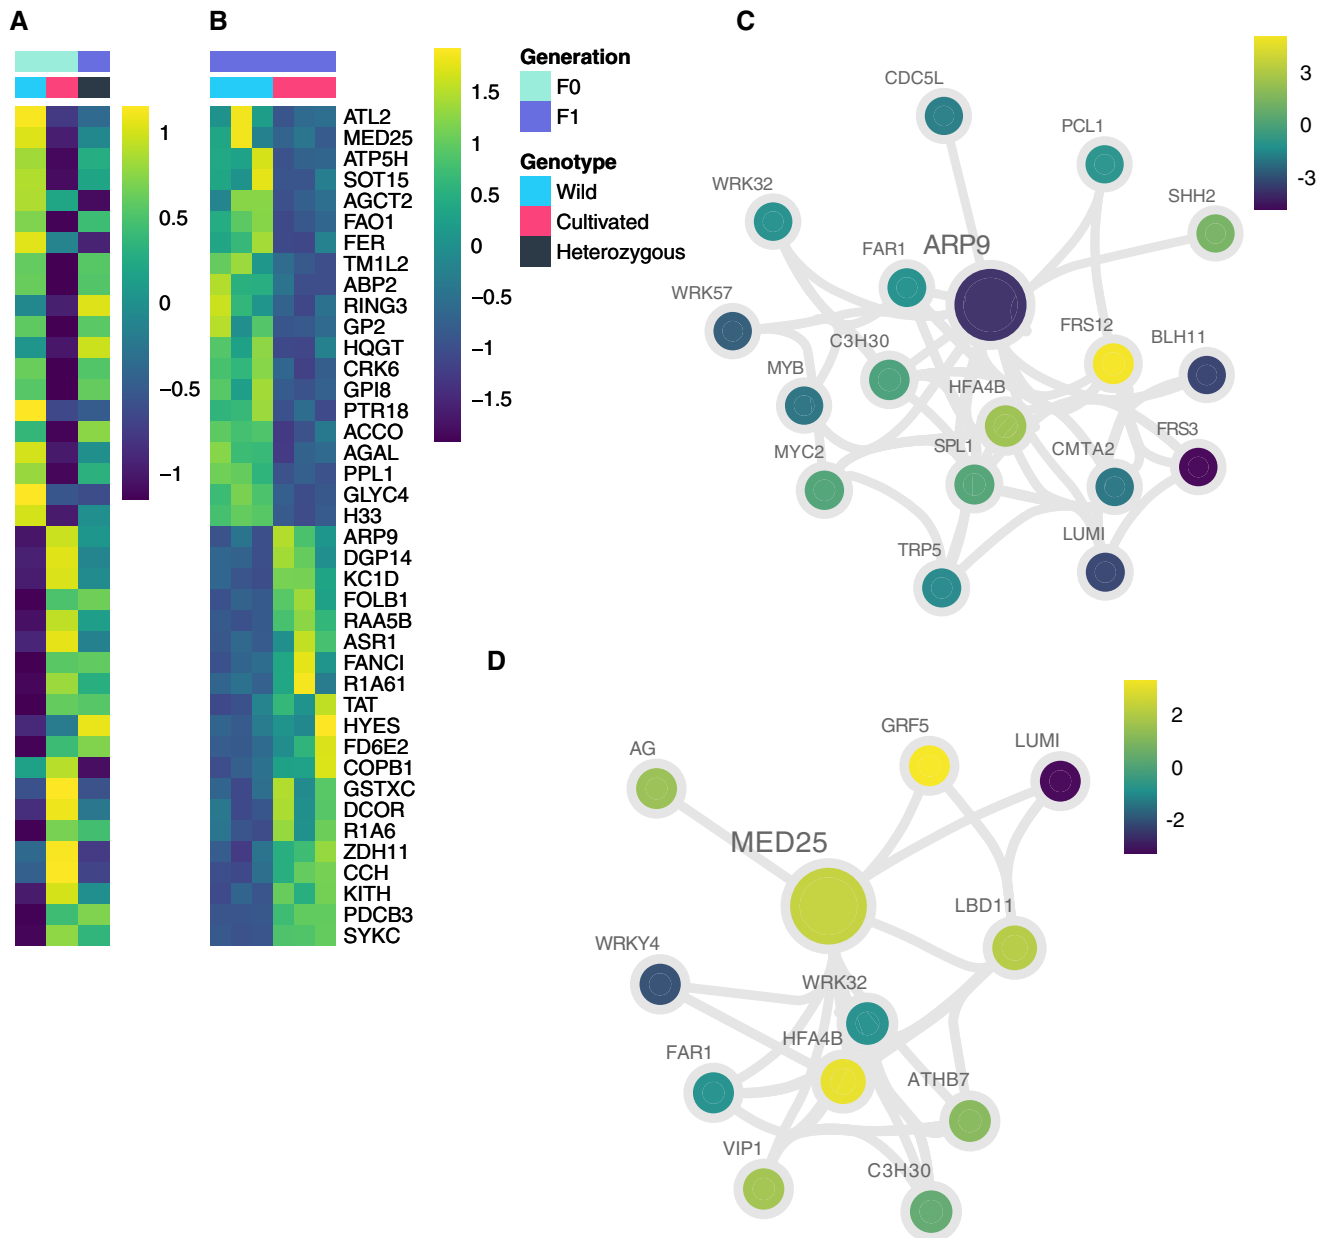 A
B
C
D
Generation
F0
F1
Genotype
Wild
Cultivated
Heterozygous
1
0.5
0
−0.5
−1
1.5
1
0.5
0
−0.5
−1
−1.5
ATL2
MED25
ATP5H
SOT15
AGCT2
FAO1
FER
TM1L2
ABP2
RING3
GP2
HQGT
CRK6
GPI8
PTR18
ACCO
AGAL
PPL1
GLYC4
H33
ARP9
DGP14
KC1D
FOLB1
RAA5B
ASR1
FANCI
R1A61
TAT
HYES
FD6E2
COPB1
GSTXC
DCOR
R1A6
ZDH11
CCH
KITH
PDCB3
SYKC
CDC5L
PCL1
WRK32
SHH2
FAR1
ARP9
WRK57
C3H30
FRS12
BLH11
MYB
HFA4B
MYC2
SPL1
CMTA2
FRS3
TRP5
LUMI
3
0
-3
AG
GRF5
LUMI
MED25
LBD11
WRKY4
WRK32
HFA4B
FAR1
ATHB7
VIP1
C3H30
2
0
-2